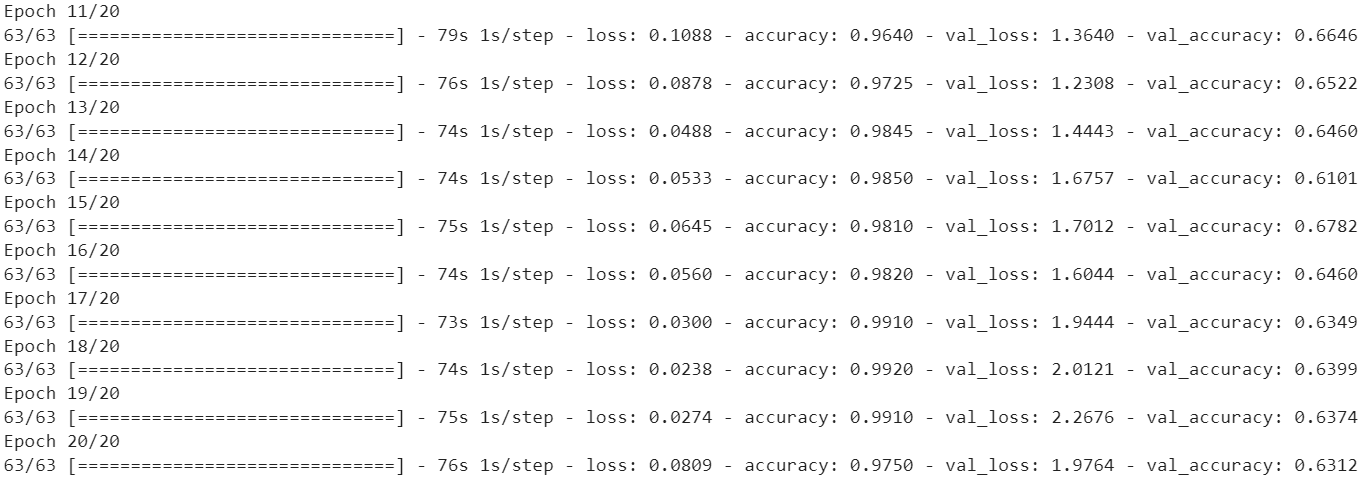 Epoch 11/20
63/63 [==============================] - 79s 1s/step - loss: 0.1088 - accuracy: 0.9640 - val_loss: 1.3640 - val_accuracy: 0.6646
Epoch 12/20
63/63 [==============================] - 76s 1s/step - loss: 0.0878 - accuracy: 0.9725 - val_loss: 1.2308 - val_accuracy: 0.6522
Epoch 13/20
63/63 [==============================] - 74s 1s/step - loss: 0.0488 - accuracy: 0.9845 - val_loss: 1.4443 - val_accuracy: 0.6460
Epoch 14/20
63/63 [==============================] - 74s 1s/step - loss: 0.0533 - accuracy: 0.9850 - val_loss: 1.6757 - val_accuracy: 0.6101
Epoch 15/20
63/63 [==============================] - 75s 1s/step - loss: 0.0645 - accuracy: 0.9810 - val_loss: 1.7012 - val_accuracy: 0.6782
Epoch 16/20
63/63 [==============================] - 74s 1s/step - loss: 0.0560 - accuracy: 0.9820 - val_loss: 1.6044 - val_accuracy: 0.6460
Epoch 17/20
63/63 [==============================] - 73s 1s/step - loss: 0.0300 - accuracy: 0.9910 - val_loss: 1.9444 - val_accuracy: 0.6349
Epoch 18/20
63/63 [==============================] - 74s 1s/step - loss: 0.0238 - accuracy: 0.9920 - val_loss: 2.0121 - val_accuracy: 0.6399
Epoch 19/20
63/63 [==============================] - 75s 1s/step - loss: 0.0274 - accuracy: 0.9910 - val_loss: 2.2676 - val_accuracy: 0.6374
Epoch 20/20
63/63 [==============================] - 76s 1s/step - loss: 0.0809 - accuracy: 0.9750 - val_loss: 1.9764 - val_accuracy: 0.6312